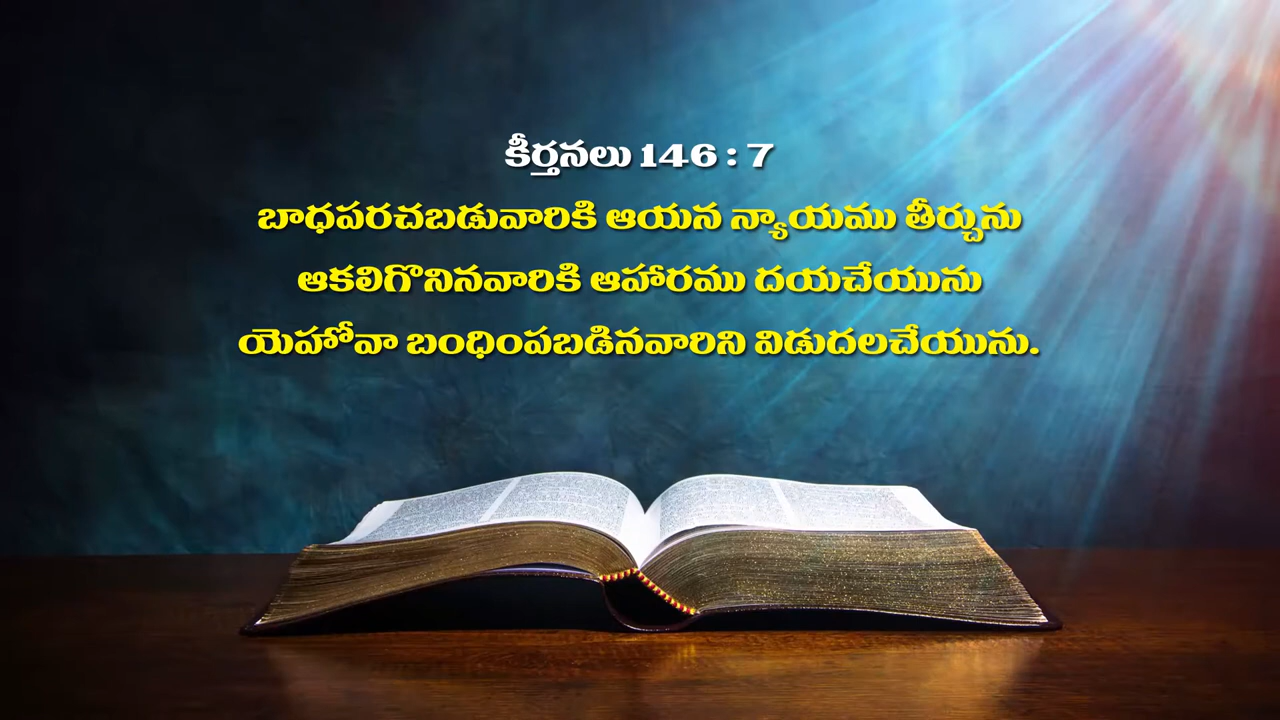 కీర్తనలు 146 : 7
బాధపరచబడువారికి ఆయన న్యాయము తీర్చును
ఆకలిగొనినవారికి ఆహారము దయచేయును
యెహోవా బంధింపబడినవారిని విడుదలచేయును.